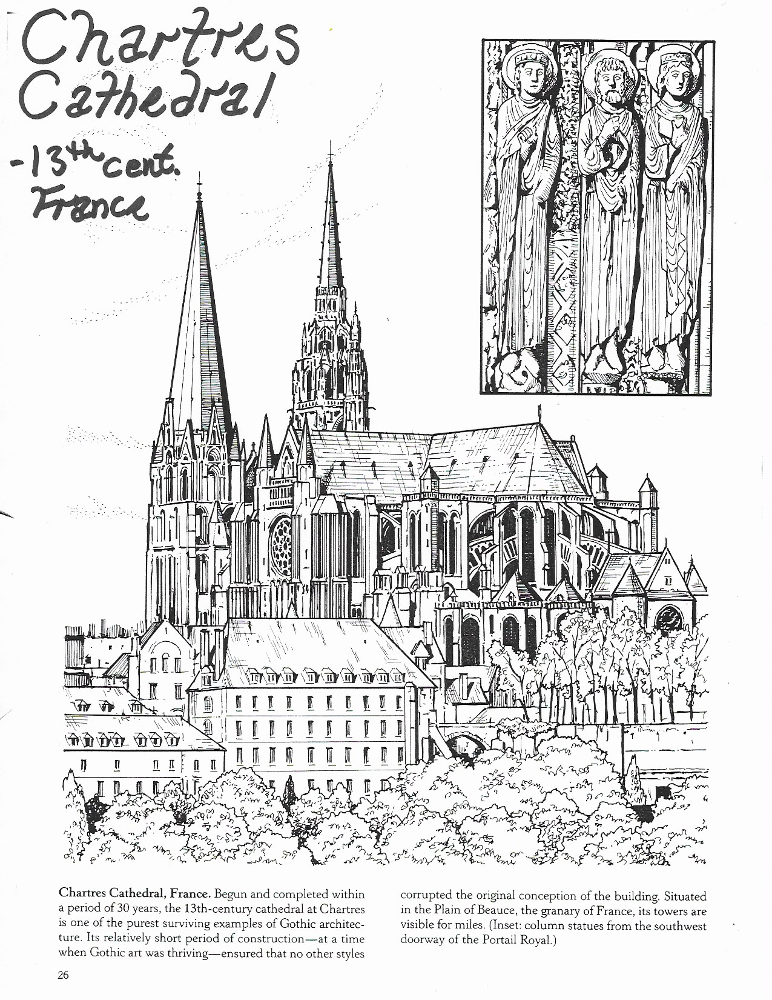 Chartres
Cathedral
-13th cent.
France
Chartres Cathedral, France. Begun and completed within
a period of 30 years, the 13th-century cathedral at Chartres
is one of the purest surviving examples of Gothic architec-
ture. Its relatively short period of construction—at a time
when Gothic art was thriving—ensured that no other styles
corrupted the original conception of the building. Situated
in the Plain of Beauce, the granary of France, its towers are
visible for miles. (Inset: column statues from the southwest
doorway of the Portail Royal.)
26